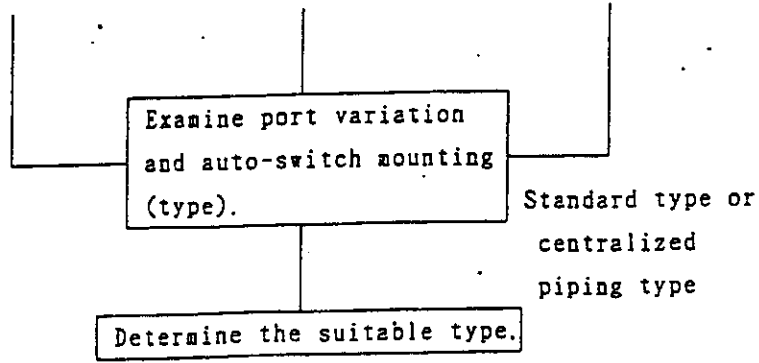 Examine port variation
and auto-switch mounting
(type).
Standard type or
centralized
piping type
Determine the suitable type.